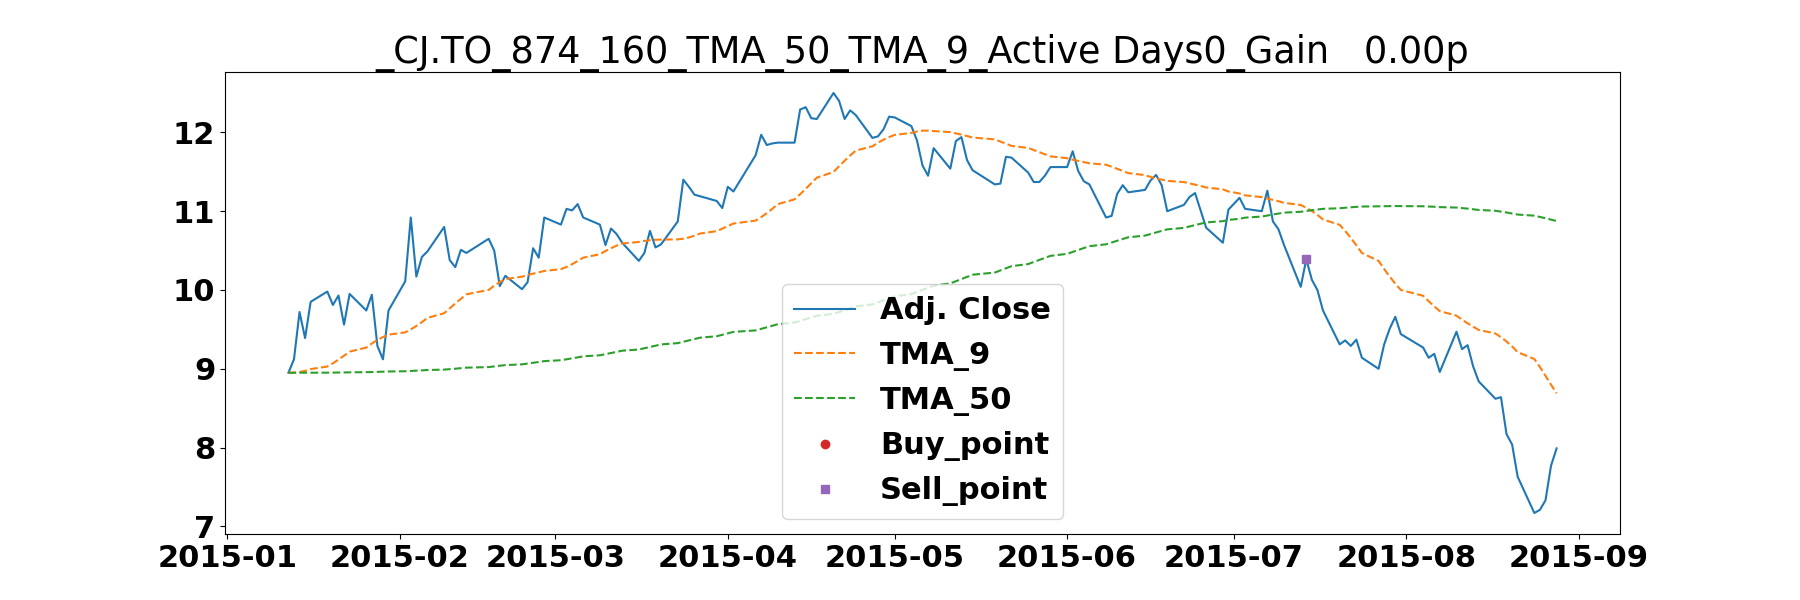 _CJ.TO_874_160_TMA_50_TMA_9_Active Days0_Gain   0.00p
12
11
10
9
8
7
Adj. Close
TMA_9
TMA_50
Buy_point
Sell_point
2015-01 2015-02 2015-03 2015-04 2015-05 2015-06 2015-07 2015-08 2015-09